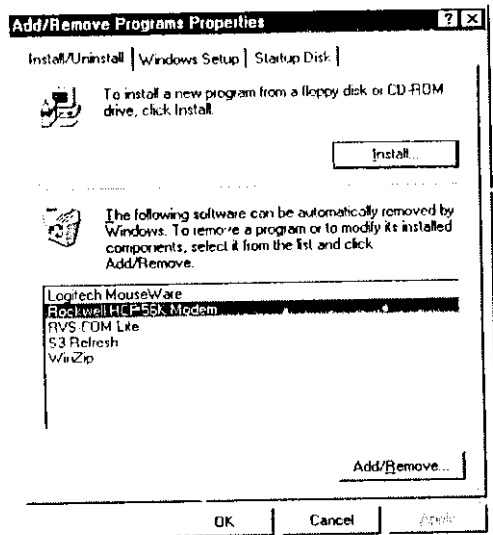 Add/Remove Programs Properties
Install/Uninstall
Windows Setup
Startup Disk
To install a new program from a floppy disk or CD-ROM
drive, click Install.
Install...
The following software can be automatically removed by
Windows. To remove a program or to modify its installed
components, select it from the list and click
Add/Remove.
Logitech MouseWare
Rockwell HCF 56K Modem
RVS-COM Lite
S3 Refresh
WinZip
Add/Remove...
OK
Cancel
Apply